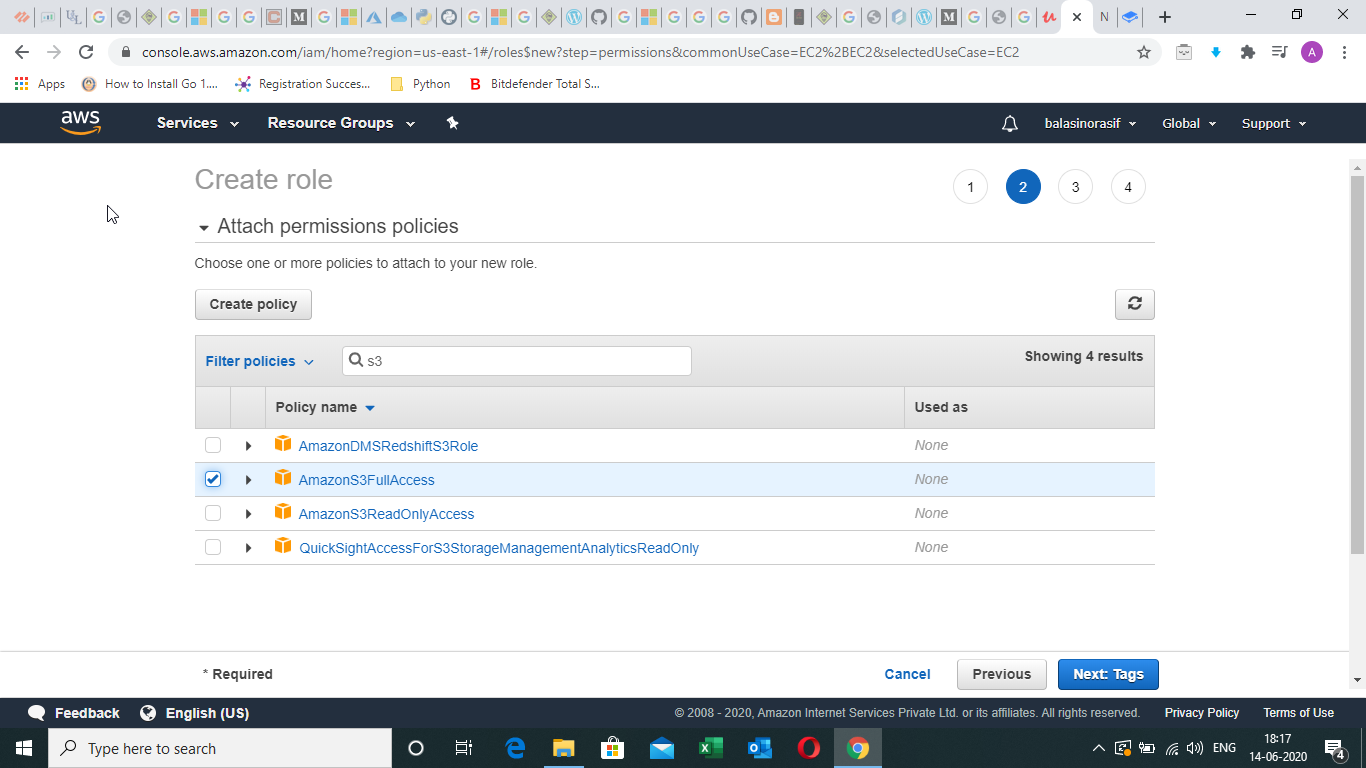 console.aws.amazon.com/iam/home?region=us-east-1#/roles$new?step=permissions&commonUseCase=EC2%2BEC2&selectedUseCase=EC2
A
Apps
How to Install Go 1....
Registration Succes...
Python
B Bitdefender Total S...
aws
Services
Resource Groups
balasinorasif
Global
Support
Create role
1 2 3 4
Attach permissions policies
Choose one or more policies to attach to your new role.
Create policy
Filter policies
s3
Showing 4 results
Policy name
Used as
AmazonDMSRedshiftS3Role
None
AmazonS3FullAccess
None
AmazonS3ReadOnlyAccess
None
QuickSightAccessForS3StorageManagementAnalyticsReadOnly
None
* Required
Cancel
Previous
Next: Tags
Feedback
English (US)
© 2008 - 2020, Amazon Internet Services Private Ltd. or its affiliates. All rights reserved.
Privacy Policy
Terms of Use
Type here to search
ENG
18:17
14-06-2020
4